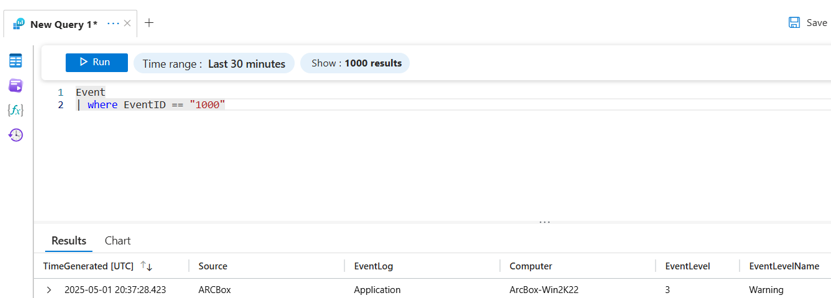 New Query 1* ··· × +
Save
Run Time range : Last 30 minutes Show : 1000 results
1 Event
2 | where EventID == "1000"
...
Results Chart
TimeGenerated [UTC] ↑↓ Source EventLog Computer EventLevel EventLevelName
> 2025-05-01 20:37:28.423 ARCBox Application ArcBox-Win2K22 3 Warning